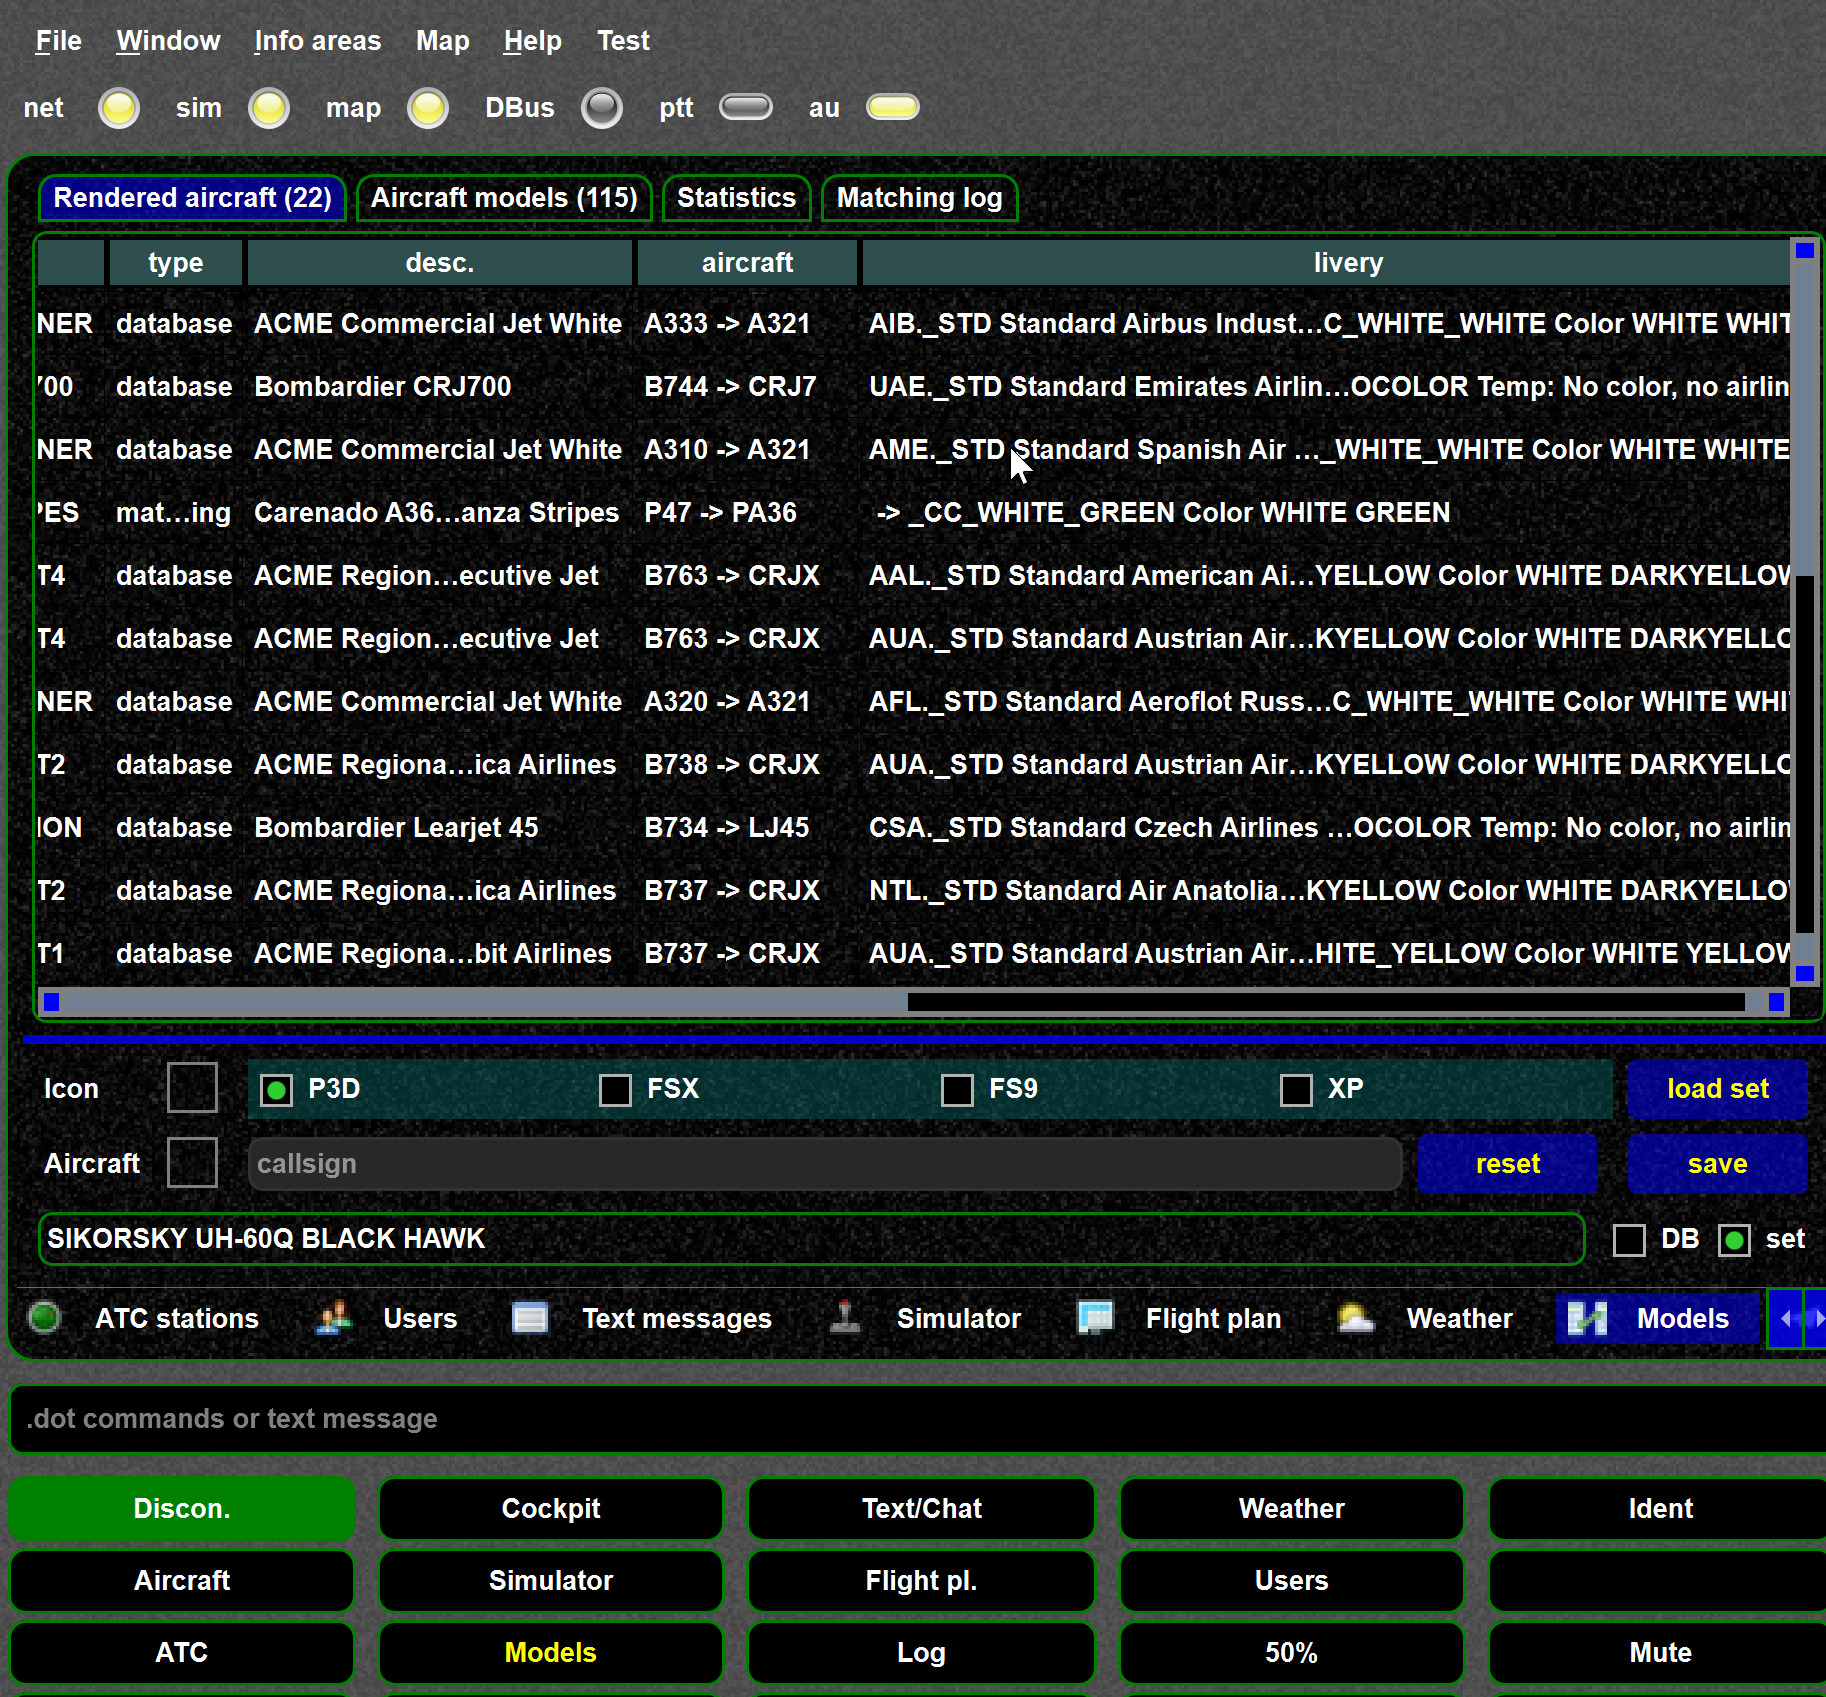 File Window Info areas Map Help Test
net sim map DBus ptt au
Rendered aircraft (22) Aircraft models (115) Statistics Matching log
type desc. aircraft livery
NER database ACME Commercial Jet White A333 -> A321 AIB._STD Standard Airbus Indust...C_WHITE_WHITE Color WHITE WHIT
700 database Bombardier CRJ700 B744 -> CRJ7 UAE._STD Standard Emirates Airlin...OCOLOR Temp: No color, no airlin
NER database ACME Commercial Jet White A310 -> A321 AME._STD Standard Spanish Air ..._WHITE_WHITE Color WHITE WHITE
PES mat...ing Carenado A36...anza Stripes P47 -> PA36 -> _CC_WHITE_GREEN Color WHITE GREEN
T4 database ACME Region...ecutive Jet B763 -> CRJX AAL._STD Standard American Ai...YELLOW Color WHITE DARKYELLOW
T4 database ACME Region...ecutive Jet B763 -> CRJX AUA._STD Standard Austrian Air...KYELLOW Color WHITE DARKYELLO
NER database ACME Commercial Jet White A320 -> A321 AFL._STD Standard Aeroflot Russ...C_WHITE_WHITE Color WHITE WHI
T2 database ACME Regiona...ica Airlines B738 -> CRJX AUA._STD Standard Austrian Air...KYELLOW Color WHITE DARKYELLO
ION database Bombardier Learjet 45 B734 -> LJ45 CSA._STD Standard Czech Airlines ...OCOLOR Temp: No color, no airlin
T2 database ACME Regiona...ica Airlines B737 -> CRJX NTL._STD Standard Air Anatolia...KYELLOW Color WHITE DARKYELLO
T1 database ACME Regiona...bit Airlines B737 -> CRJX AUA._STD Standard Austrian Air...HITE_YELLOW Color WHITE YELLOW
Icon P3D FSX FS9 XP load set
Aircraft callsign reset save
SIKORSKY UH-60Q BLACK HAWK DB set
ATC stations Users Text messages Simulator Flight plan Weather Models
.dot commands or text message
Discon. Cockpit Text/Chat Weather Ident
Aircraft Simulator Flight pl. Users
ATC Models Log 50% Mute